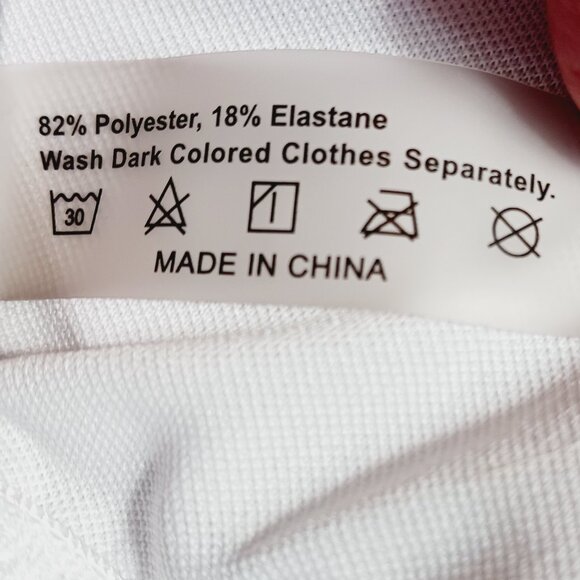 82% Polyester, 18% Elastane
Wash Dark Colored Clothes Separately.
30
MADE IN CHINA